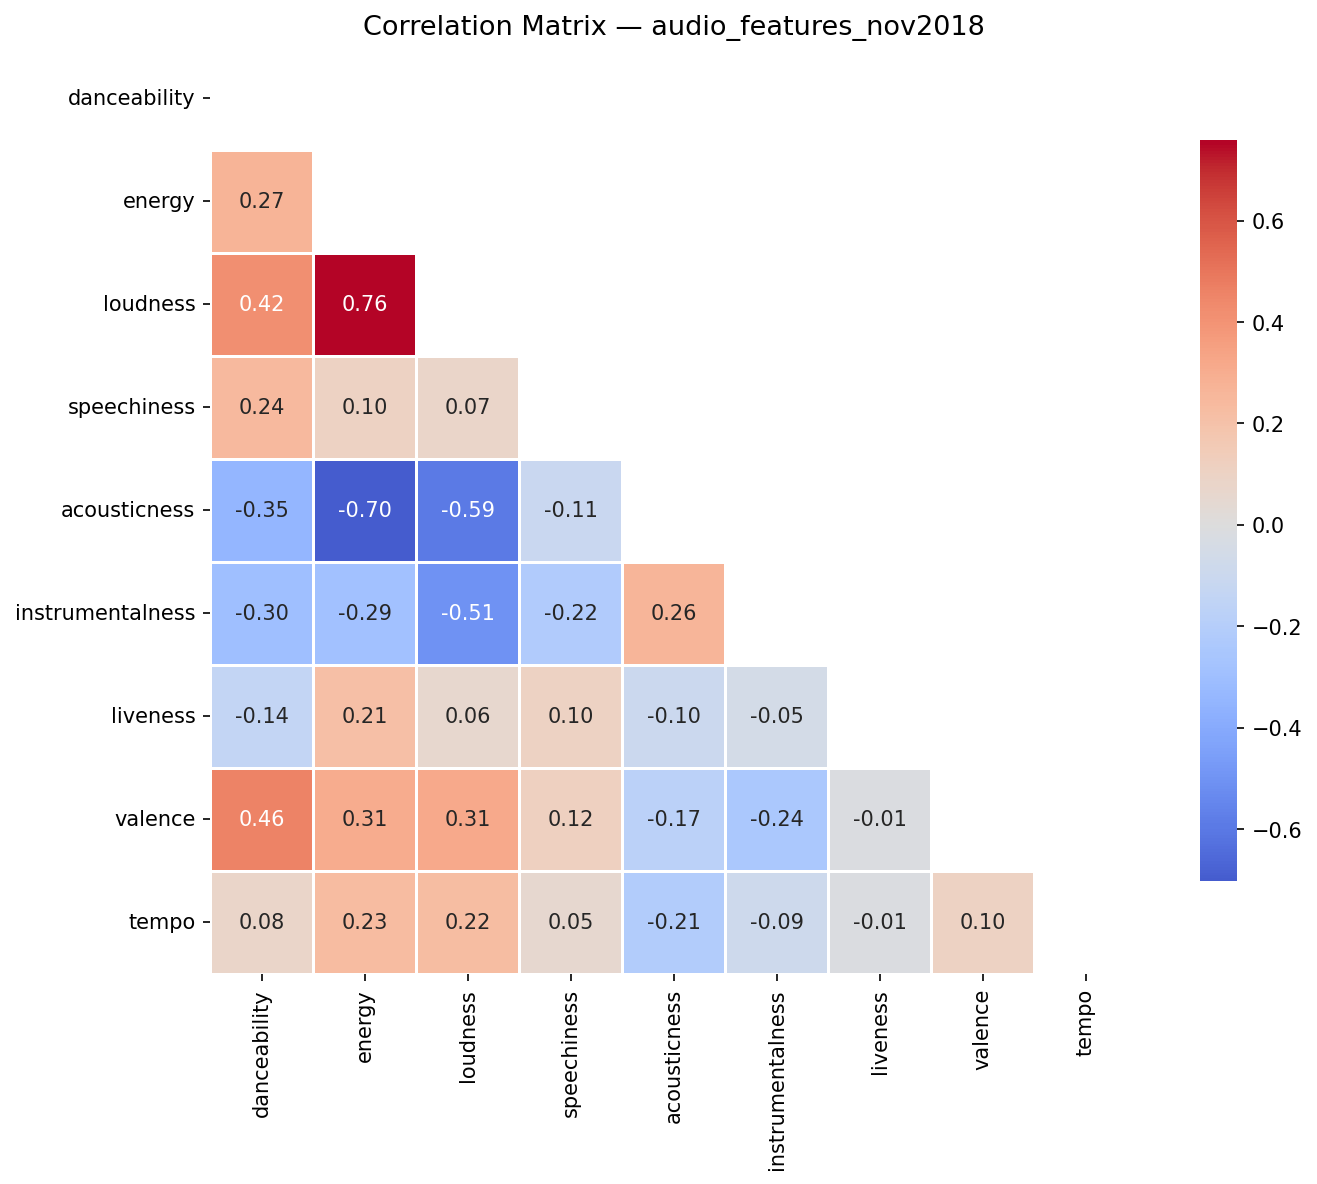 Correlation Matrix — audio_features_nov2018
danceability
energy 0.27
loudness 0.42 0.76
speechiness 0.24 0.10 0.07
acousticness -0.35 -0.70 -0.59 -0.11
instrumentalness -0.30 -0.29 -0.51 -0.22 0.26
liveness -0.14 0.21 0.06 0.10 -0.10 -0.05
valence 0.46 0.31 0.31 0.12 -0.17 -0.24 -0.01
tempo 0.08 0.23 0.22 0.05 -0.21 -0.09 -0.01 0.10
danceability
energy
loudness
speechiness
acousticness
instrumentalness
liveness
valence
tempo
0.6
0.4
0.2
0.0
−0.2
−0.4
−0.6